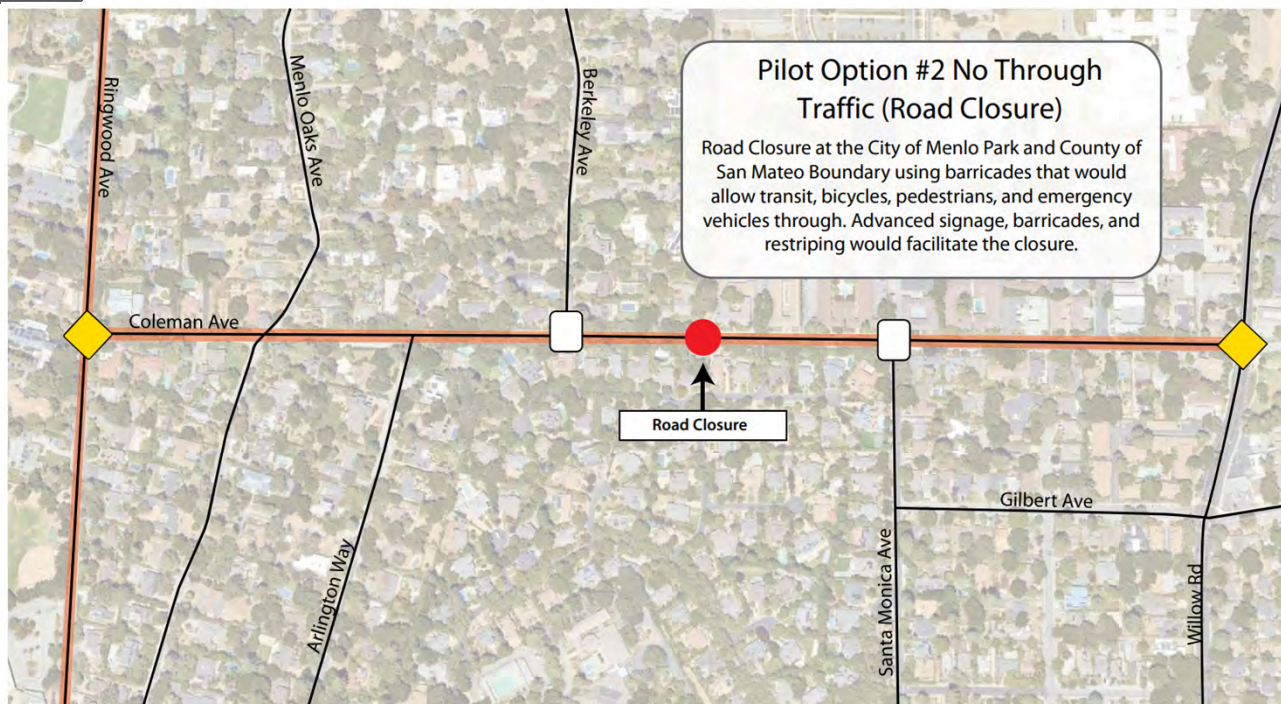 Pilot Option #2 No Through
Traffic (Road Closure)
Road Closure at the City of Menlo Park and County of
San Mateo Boundary using barricades that would
allow transit, bicycles, pedestrians, and emergency
vehicles through. Advanced signage, barricades, and
restriping would facilitate the closure.
Ringwood Ave
Menlo Oaks Ave
Berkeley Ave
Coleman Ave
Road Closure
Arlington Way
Santa Monica Ave
Gilbert Ave
Willow Rd